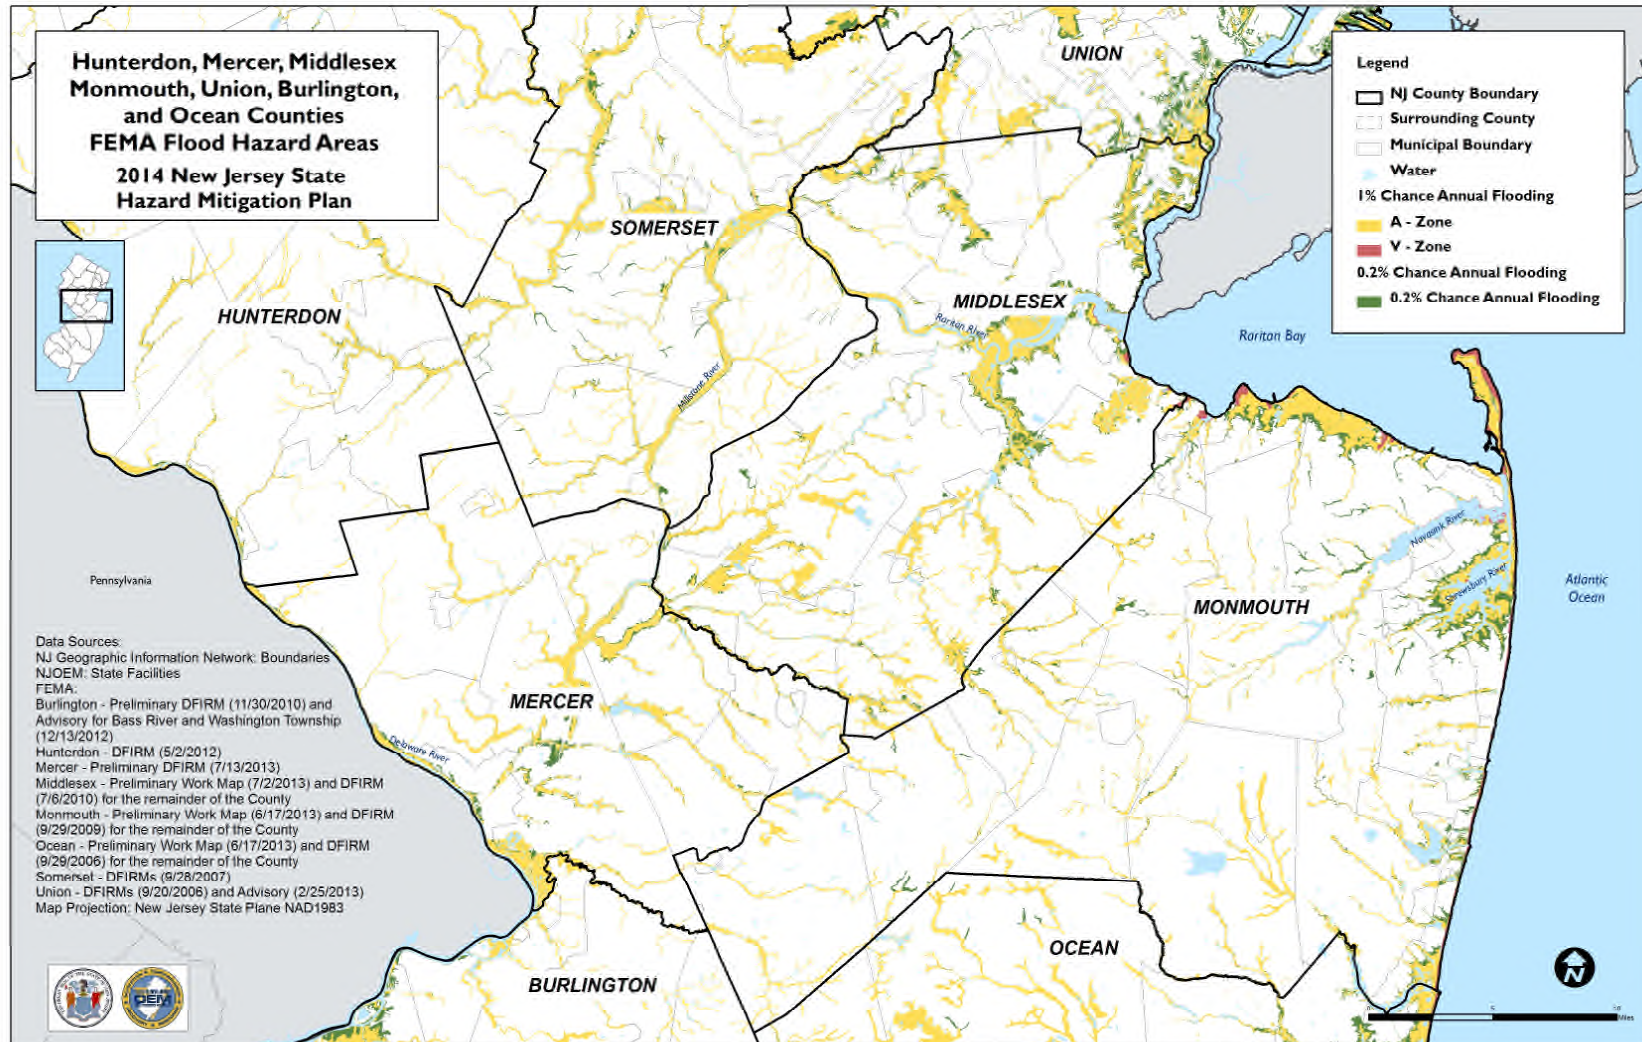 Hunterdon, Mercer, Middlesex
Monmouth, Union, Burlington,
and Ocean Counties
FEMA Flood Hazard Areas
2014 New Jersey State
Hazard Mitigation Plan
UNION
Legend
NJ County Boundary
Surrounding County
Municipal Boundary
Water
1% Chance Annual Flooding
A - Zone
V - Zone
0.2% Chance Annual Flooding
0.2% Chance Annual Flooding
SOMERSET
HUNTERDON
MIDDLESEX
Raritan River
Raritan Bay
Millstone River
Navesink River
Shrewsbury River
Pennsylvania
Atlantic
Ocean
MONMOUTH
MERCER
Delaware River
Data Sources:
NJ Geographic Information Network: Boundaries
NJOEM: State Facilities
FEMA:
Burlington - Preliminary DFIRM (11/30/2010) and
Advisory for Bass River and Washington Township
(12/13/2012)
Hunterdon - DFIRM (5/2/2012)
Mercer - Preliminary DFIRM (7/13/2013)
Middlesex - Preliminary Work Map (7/2/2013) and DFIRM
(7/6/2010) for the remainder of the County
Monmouth - Preliminary Work Map (6/17/2013) and DFIRM
(9/29/2009) for the remainder of the County
Ocean - Preliminary Work Map (6/17/2013) and DFIRM
(9/29/2006) for the remainder of the County
Somerset - DFIRMs (9/28/2007)
Union - DFIRMs (9/20/2006) and Advisory (2/25/2013)
Map Projection: New Jersey State Plane NAD1983
OCEAN
BURLINGTON
OEM
N
0 5 10
Miles